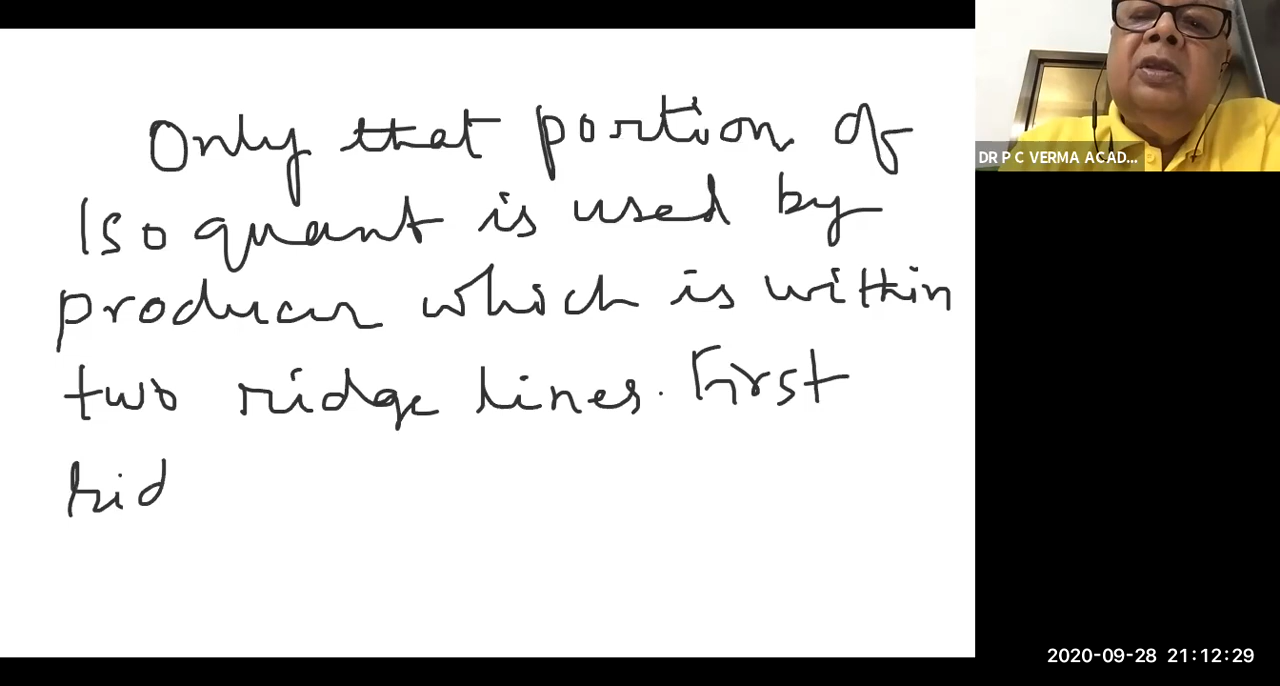 Only that portion of
Isoquant is used by
producer which is within
two ridge lines. First
rid
DR P C VERMA ACAD...
2020-09-28 21:12:29